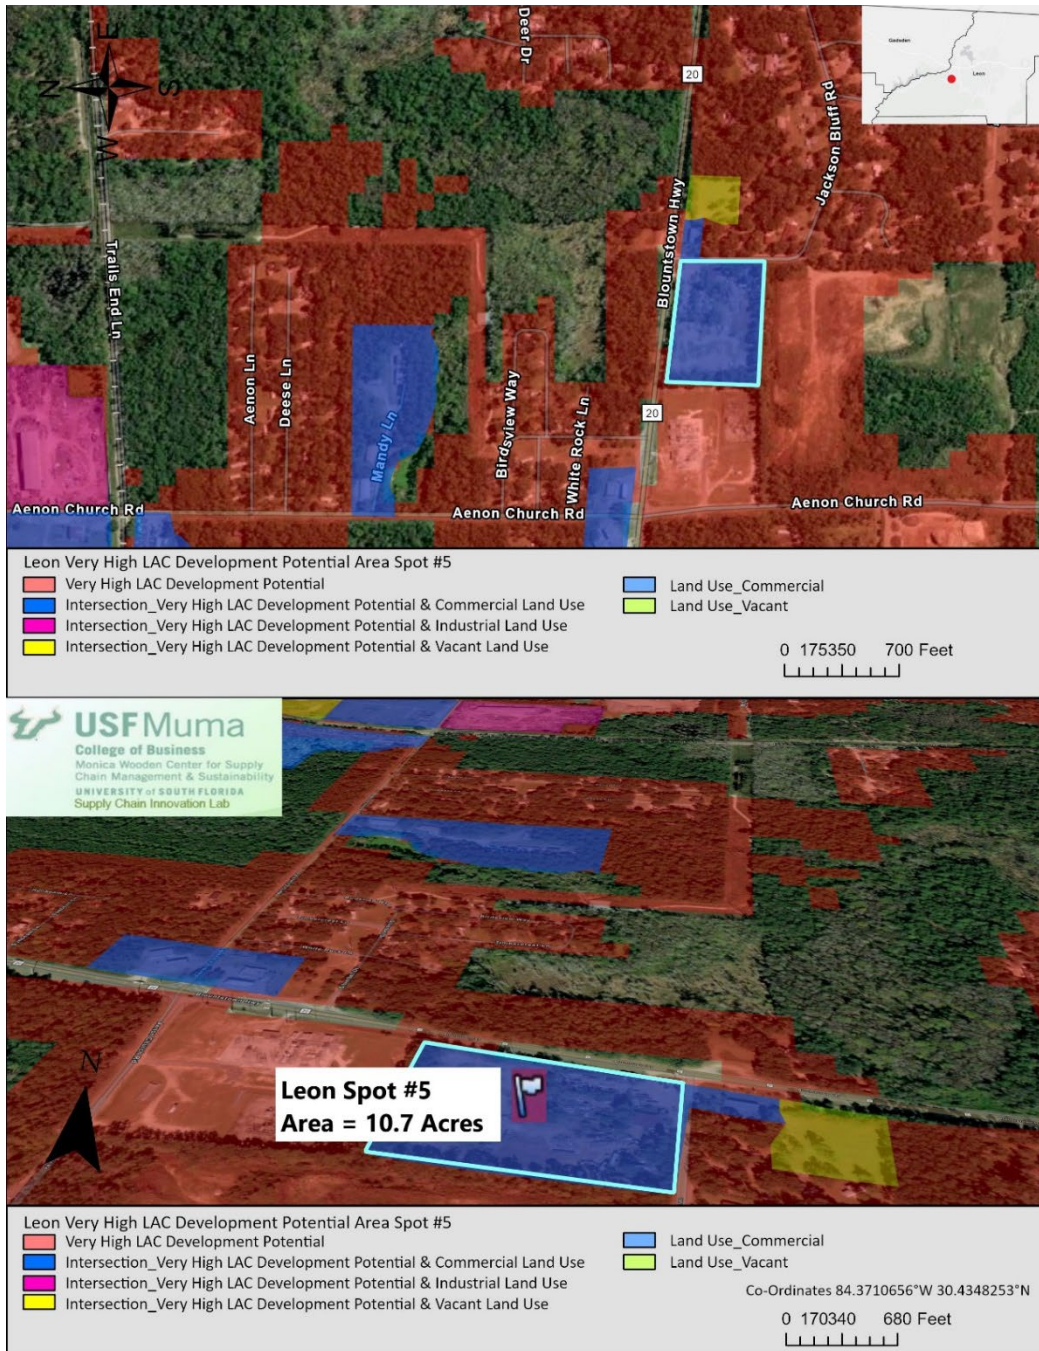 Deer Dr
20
Gadsden
Leon
E
N
S
W
Jackson Bluff Rd
Blountstown Hwy
Trails End Ln
Aenon Ln
Deese Ln
Mandy Ln
Birdsview Way
White Rock Ln
20
Aenon Church Rd
Aenon Church Rd
Aenon Church Rd
Leon Very High LAC Development Potential Area Spot #5
Very High LAC Development Potential
Intersection_Very High LAC Development Potential & Commercial Land Use
Intersection_Very High LAC Development Potential & Industrial Land Use
Intersection_Very High LAC Development Potential & Vacant Land Use
Land Use_Commercial
Land Use_Vacant
0 175350 700 Feet
USF Muma
College of Business
Monica Wooden Center for Supply
Chain Management & Sustainability
UNIVERSITY of SOUTH FLORIDA
Supply Chain Innovation Lab
N
Leon Spot #5
Area = 10.7 Acres
Leon Very High LAC Development Potential Area Spot #5
Very High LAC Development Potential
Intersection_Very High LAC Development Potential & Commercial Land Use
Intersection_Very High LAC Development Potential & Industrial Land Use
Intersection_Very High LAC Development Potential & Vacant Land Use
Land Use_Commercial
Land Use_Vacant
Co-Ordinates 84.3710656°W 30.4348253°N
0 170340 680 Feet